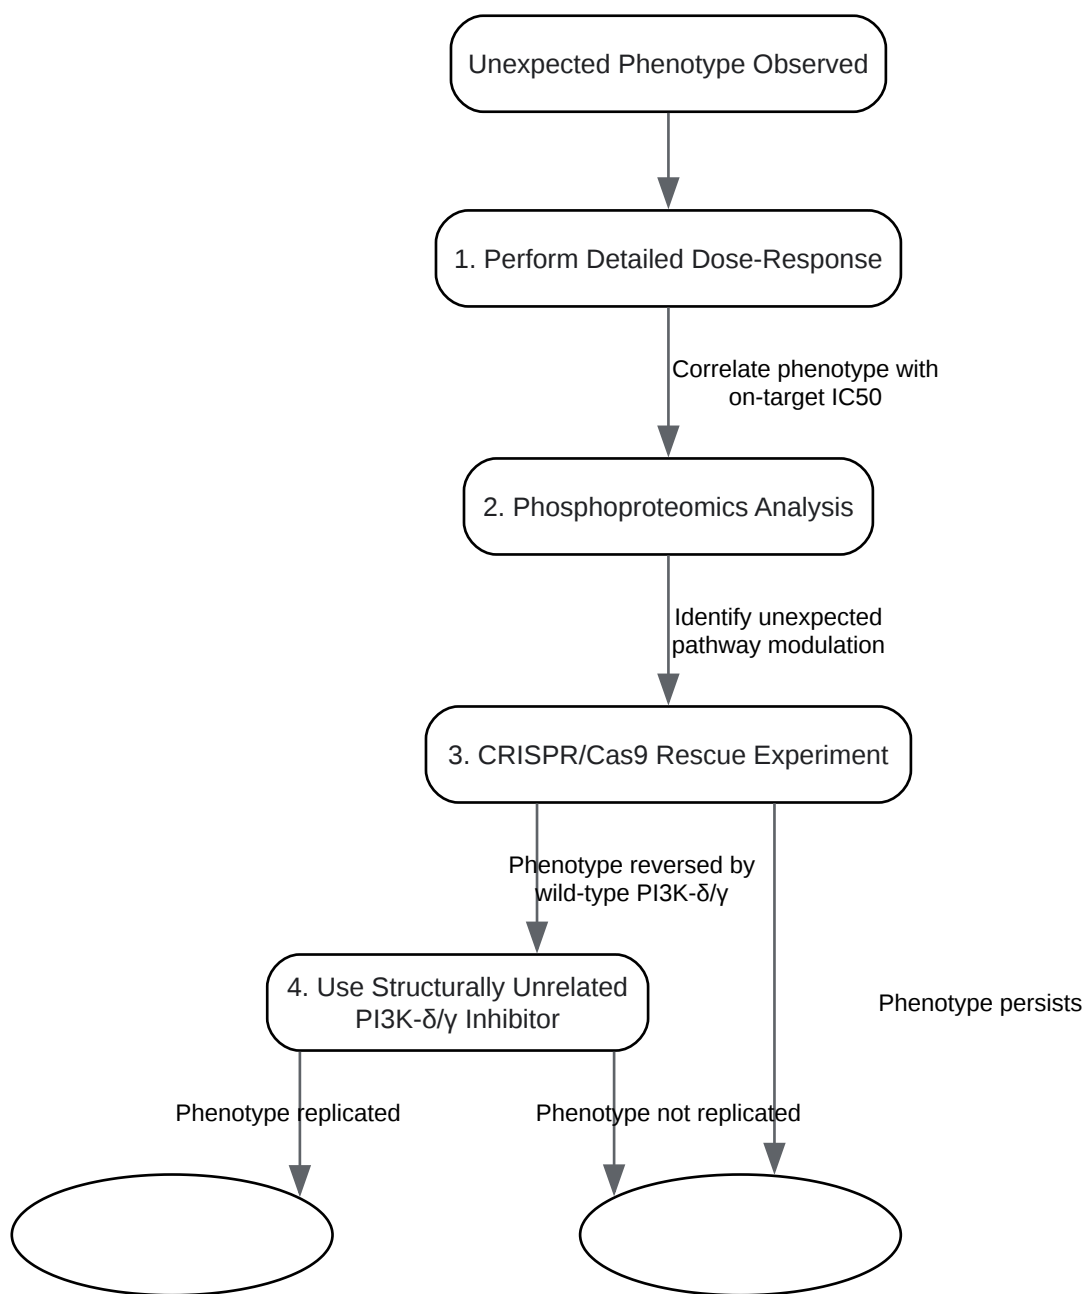 Unexpected Phenotype Observed
1. Perform Detailed Dose-Response
Correlate phenotype with
on-target IC50
2. Phosphoproteomics Analysis
Identify unexpected
pathway modulation
3. CRISPR/Cas9 Rescue Experiment
Phenotype reversed by
wild-type PI3K-δ/γ
4. Use Structurally Unrelated
PI3K-δ/γ Inhibitor
Phenotype persists
Phenotype replicated
Phenotype not replicated